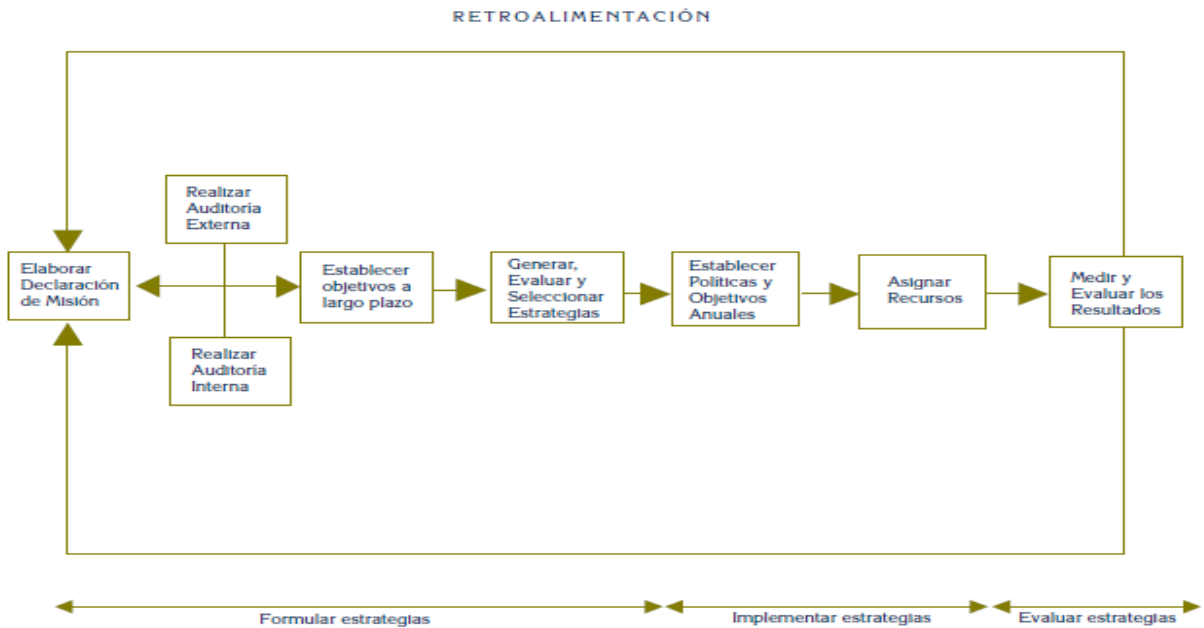 RETROALIMENTACIÓN
Realizar
Auditoría
Externa
Elaborar
Declaración
de Misión
Establecer
objetivos a
largo plazo
Generar,
Evaluar y
Seleccionar
Estrategias
Establecer
Políticas y
Objetivos
Anuales
Asignar
Recursos
Medir y
Evaluar los
Resultados
Realizar
Auditoría
Interna
Formular estrategias
Implementar estrategias
Evaluar estrategias